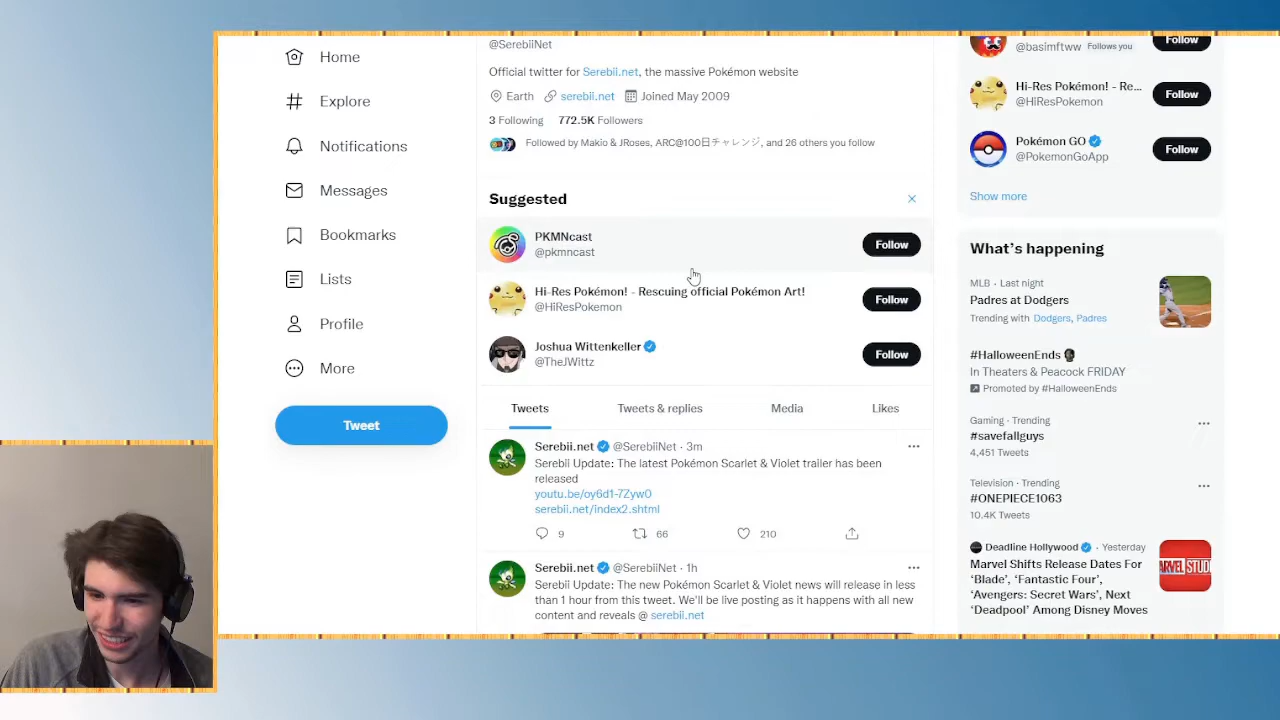 Home
Explore
Notifications
Messages
Bookmarks
Lists
Profile
More
Tweet
@SerebiiNet
Official twitter for Serebii.net, the massive Pokémon website
Earth serebii.net Joined May 2009
3 Following 772.5K Followers
Followed by Makio & JRoses, ARC@100日チャレンジ, and 26 others you follow
Suggested
PKMNcast
@pkmncast
Follow
Hi-Res Pokémon! - Rescuing official Pokémon Art!
@HiResPokemon
Follow
Joshua Wittenkeller
@TheJWittz
Follow
Tweets Tweets & replies Media Likes
Serebii.net @SerebiiNet · 3m
Serebii Update: The latest Pokémon Scarlet & Violet trailer has been
released
youtu.be/oy6d1-7Zyw0
serebii.net/index2.shtml
9 66 210
Serebii.net @SerebiiNet · 1h
Serebii Update: The new Pokémon Scarlet & Violet news will release in less
than 1 hour from this tweet. We'll be live posting as it happens with all new
content and reveals @ serebii.net
@basimftww Follows you
Follow
Hi-Res Pokémon! - Re...
@HiResPokemon
Follow
Pokémon GO
@PokemonGoApp
Follow
Show more
What's happening
MLB · Last night
Padres at Dodgers
Trending with Dodgers, Padres
#HalloweenEnds
In Theaters & Peacock FRIDAY
Promoted by #HalloweenEnds
Gaming · Trending
#savefallguys
4,451 Tweets
Television · Trending
#ONEPIECE1063
10.4K Tweets
Deadline Hollywood · Yesterday
Marvel Shifts Release Dates For
'Blade', 'Fantastic Four',
'Avengers: Secret Wars', Next
'Deadpool' Among Disney Moves
ARVEL STUD